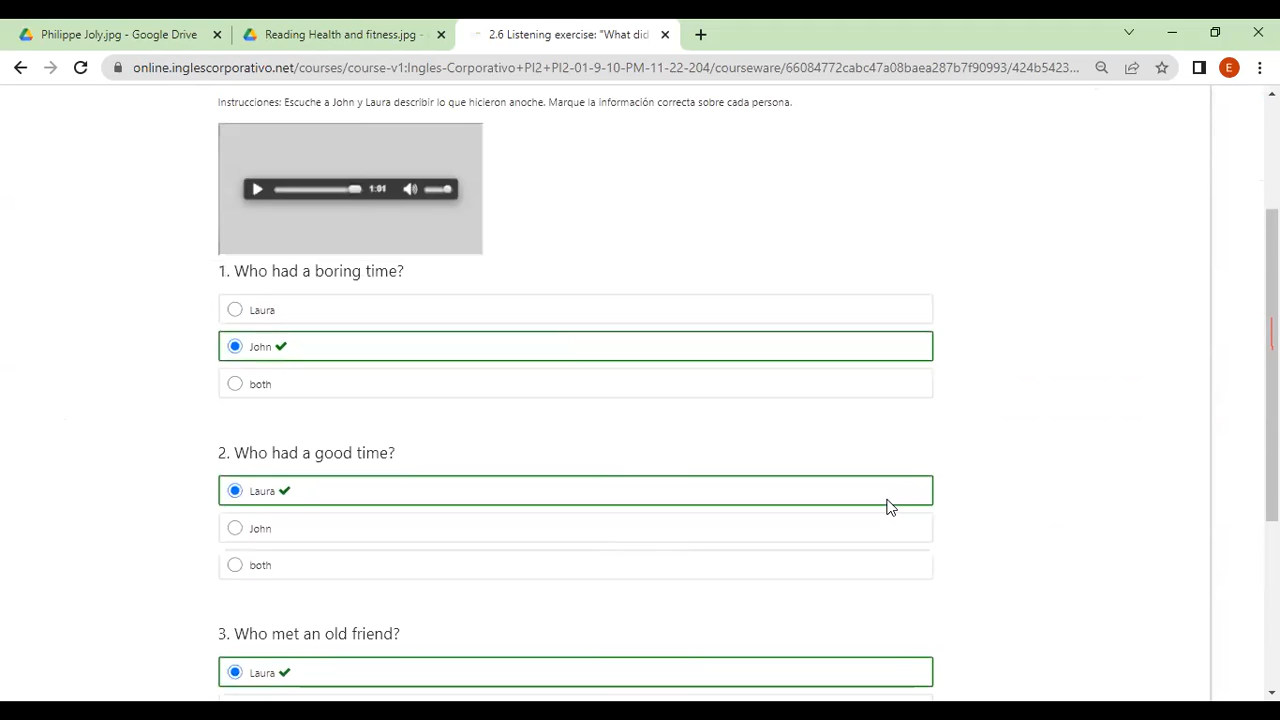 Philippe Joly.jpg - Google Drive
Reading Health and fitness.jpg -
2.6 Listening exercise: "What did
online.inglescorporativo.net/courses/course-v1:Ingles-Corporativo+PI2+PI2-01-9-10-PM-11-22-204/courseware/66084772cabc47a08baea287b7f90993/424b5423...
E
Instrucciones: Escuche a John y Laura describir lo que hicieron anoche. Marque la información correcta sobre cada persona.
1:01
1. Who had a boring time?
Laura
John
both
2. Who had a good time?
Laura
John
both
3. Who met an old friend?
Laura